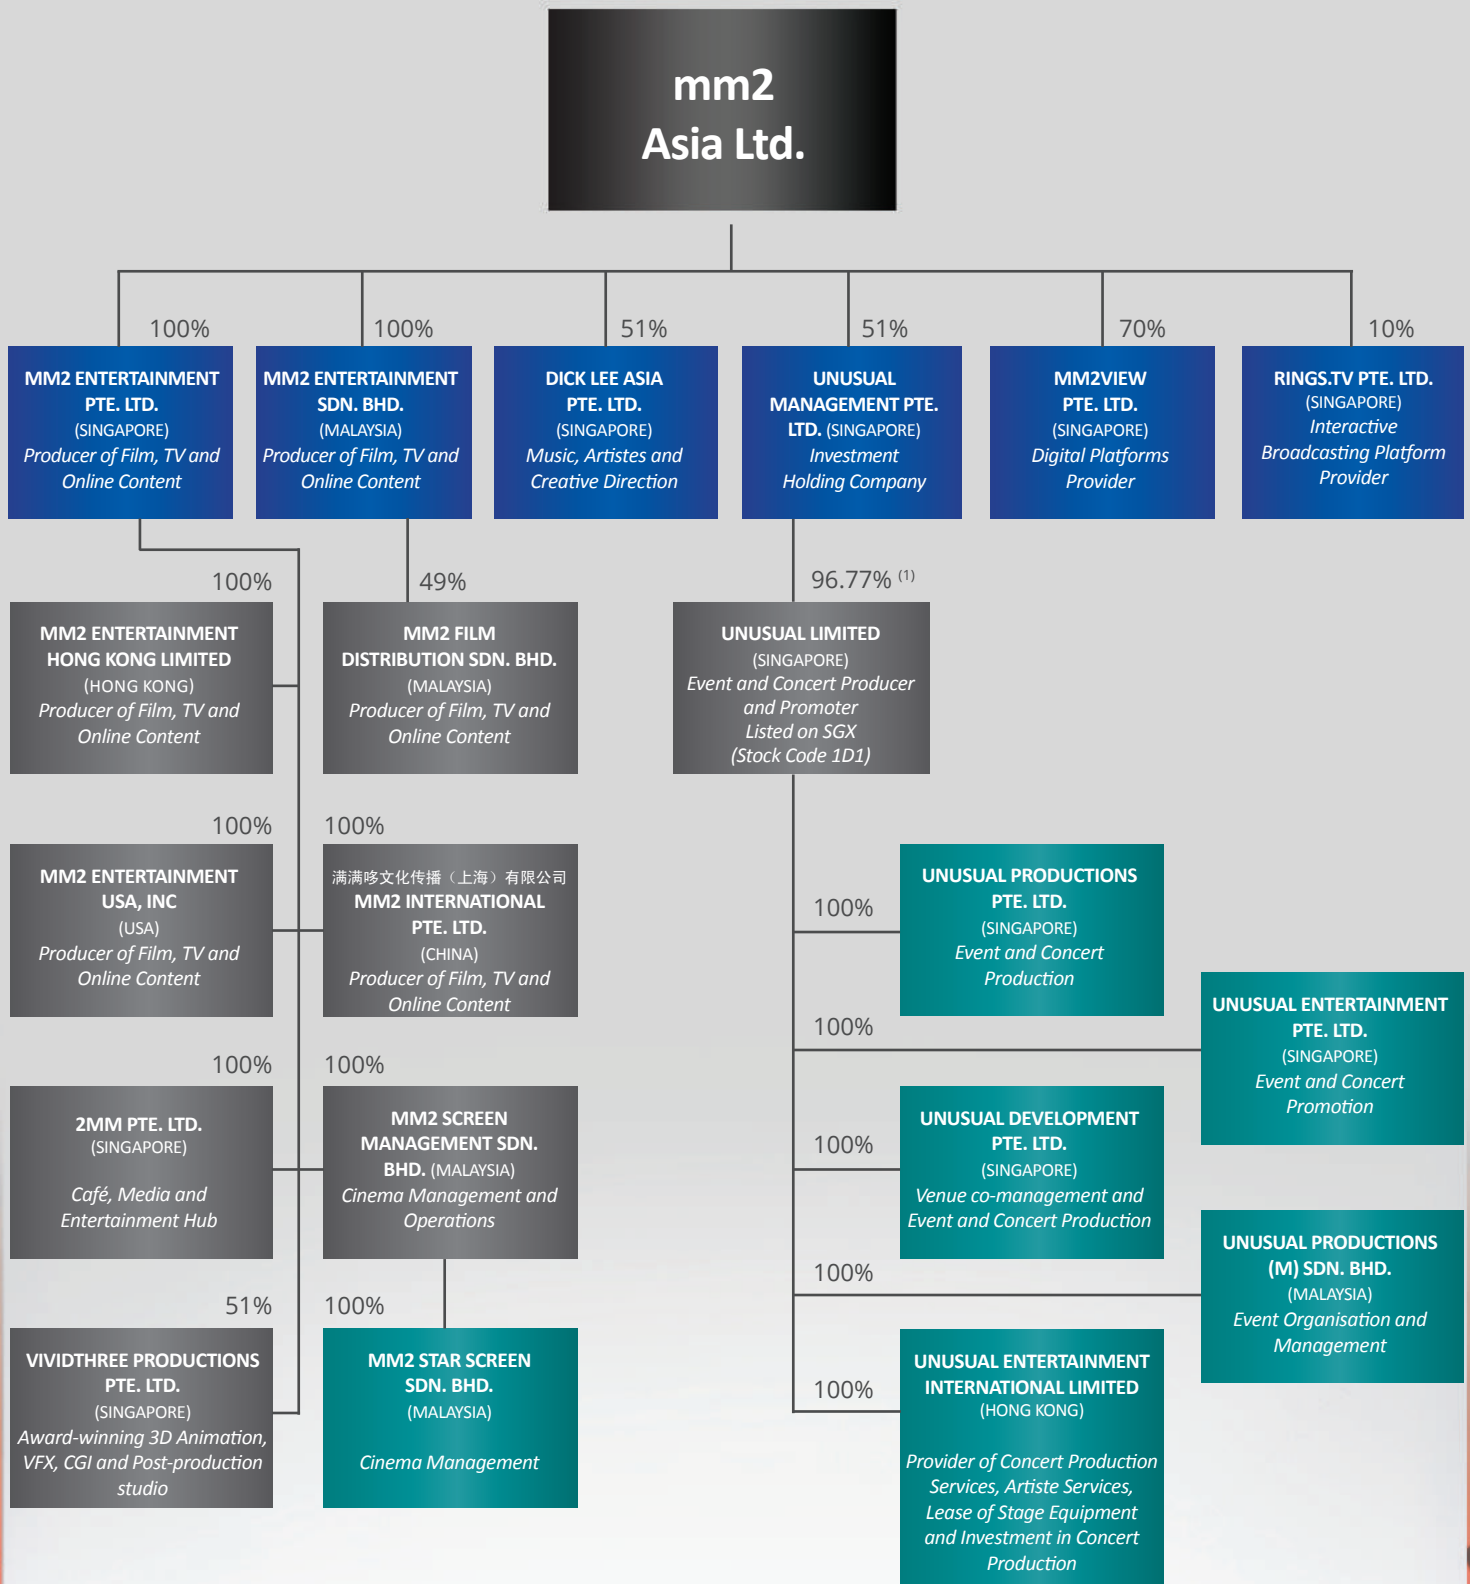 mm2
Asia Ltd.
100%
100%
51%
51%
70%
10%
MM2 ENTERTAINMENT
PTE. LTD.
(SINGAPORE)
Producer of Film, TV and
Online Content
MM2 ENTERTAINMENT
SDN. BHD.
(MALAYSIA)
Producer of Film, TV and
Online Content
DICK LEE ASIA
PTE. LTD.
(SINGAPORE)
Music, Artistes and
Creative Direction
UNUSUAL
MANAGEMENT PTE.
LTD. (SINGAPORE)
Investment
Holding Company
MM2VIEW
PTE. LTD.
(SINGAPORE)
Digital Platforms
Provider
RINGS.TV PTE. LTD.
(SINGAPORE)
Interactive
Broadcasting Platform
Provider
100%
49%
96.77% (1)
MM2 ENTERTAINMENT
HONG KONG LIMITED
(HONG KONG)
Producer of Film, TV and
Online Content
MM2 FILM
DISTRIBUTION SDN. BHD.
(MALAYSIA)
Producer of Film, TV and
Online Content
UNUSUAL LIMITED
(SINGAPORE)
Event and Concert Producer
and Promoter
Listed on SGX
(Stock Code 1D1)
100%
100%
MM2 ENTERTAINMENT
USA, INC
(USA)
Producer of Film, TV and
Online Content
满满哆文化传播（上海）有限公司
MM2 INTERNATIONAL
PTE. LTD.
(CHINA)
Producer of Film, TV and
Online Content
100%
UNUSUAL PRODUCTIONS
PTE. LTD.
(SINGAPORE)
Event and Concert
Production
100%
UNUSUAL ENTERTAINMENT
PTE. LTD.
(SINGAPORE)
Event and Concert
Promotion
100%
100%
2MM PTE. LTD.
(SINGAPORE)
Café, Media and
Entertainment Hub
MM2 SCREEN
MANAGEMENT SDN.
BHD. (MALAYSIA)
Cinema Management and
Operations
100%
UNUSUAL DEVELOPMENT
PTE. LTD.
(SINGAPORE)
Venue co-management and
Event and Concert Production
100%
UNUSUAL PRODUCTIONS
(M) SDN. BHD.
(MALAYSIA)
Event Organisation and
Management
51%
100%
VIVIDTHREE PRODUCTIONS
PTE. LTD.
(SINGAPORE)
Award-winning 3D Animation,
VFX, CGI and Post-production
studio
MM2 STAR SCREEN
SDN. BHD.
(MALAYSIA)
Cinema Management
100%
UNUSUAL ENTERTAINMENT
INTERNATIONAL LIMITED
(HONG KONG)
Provider of Concert Production
Services, Artiste Services,
Lease of Stage Equipment
and Investment in Concert
Production